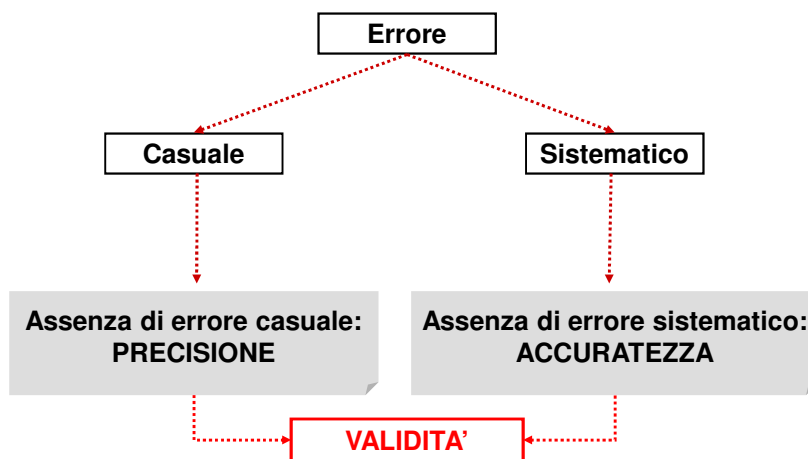 Errore
Casuale
Sistematico
Assenza di errore casuale:
PRECISIONE
Assenza di errore sistematico:
ACCURATEZZA
VALIDITA’